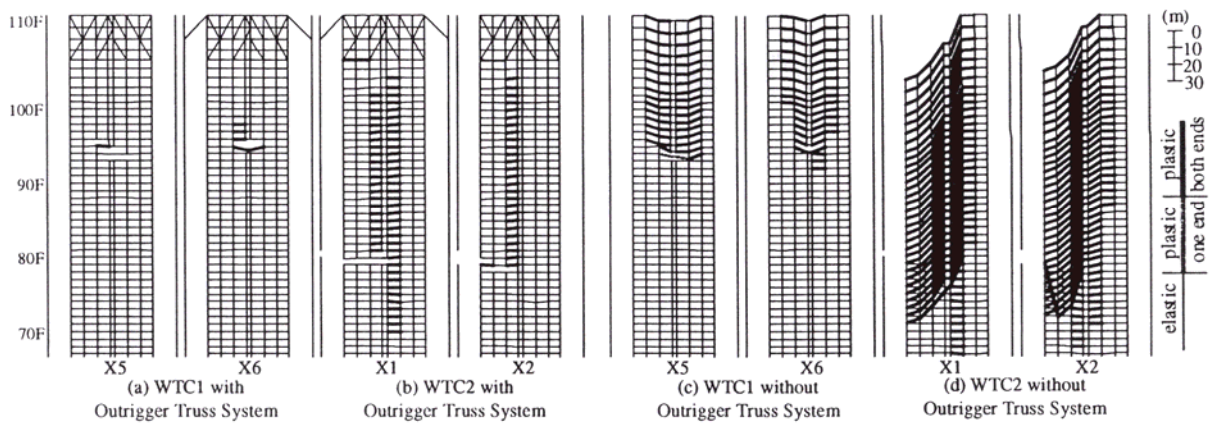 110F
100F
90F
80F
70F
X5 X6 X1 X2 X5 X6 X1 X2
(a) WTC1 with
Outrigger Truss System
(b) WTC2 with
Outrigger Truss System
(c) WTC1 without
Outrigger Truss System
(d) WTC2 without
Outrigger Truss System
(m)
0
10
20
30
plastic
both ends
plastic
one end
elastic